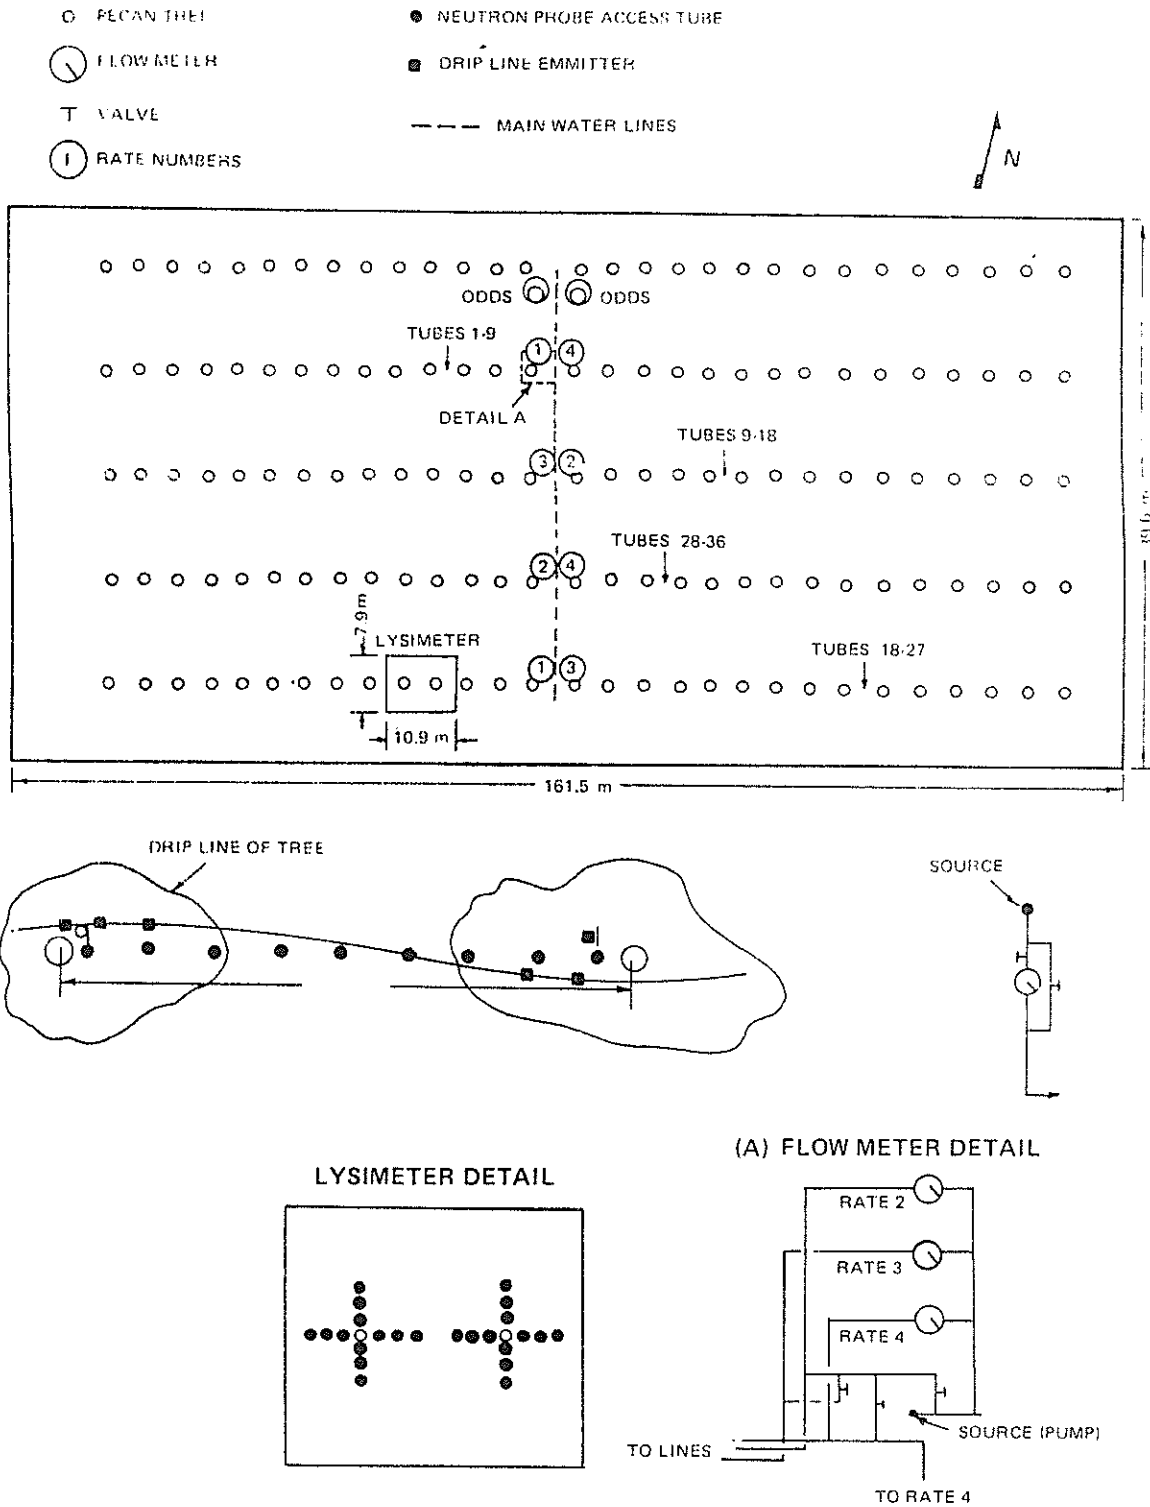 PECAN TREE
NEUTRON PROBE ACCESS TUBE
FLOW METER
DRIP LINE EMMITTER
VALVE
MAIN WATER LINES
1 RATE NUMBERS
N
ODDS ODDS
TUBES 1-9
1 4
DETAIL A
TUBES 9-18
3 2
TUBES 28-36
2 4
7.9 m
LYSIMETER
TUBES 18-27
1 3
10.9 m
161.5 m
DRIP LINE OF TREE
SOURCE
(A) FLOW METER DETAIL
LYSIMETER DETAIL
RATE 2
RATE 3
RATE 4
SOURCE (PUMP)
TO LINES
TO RATE 4